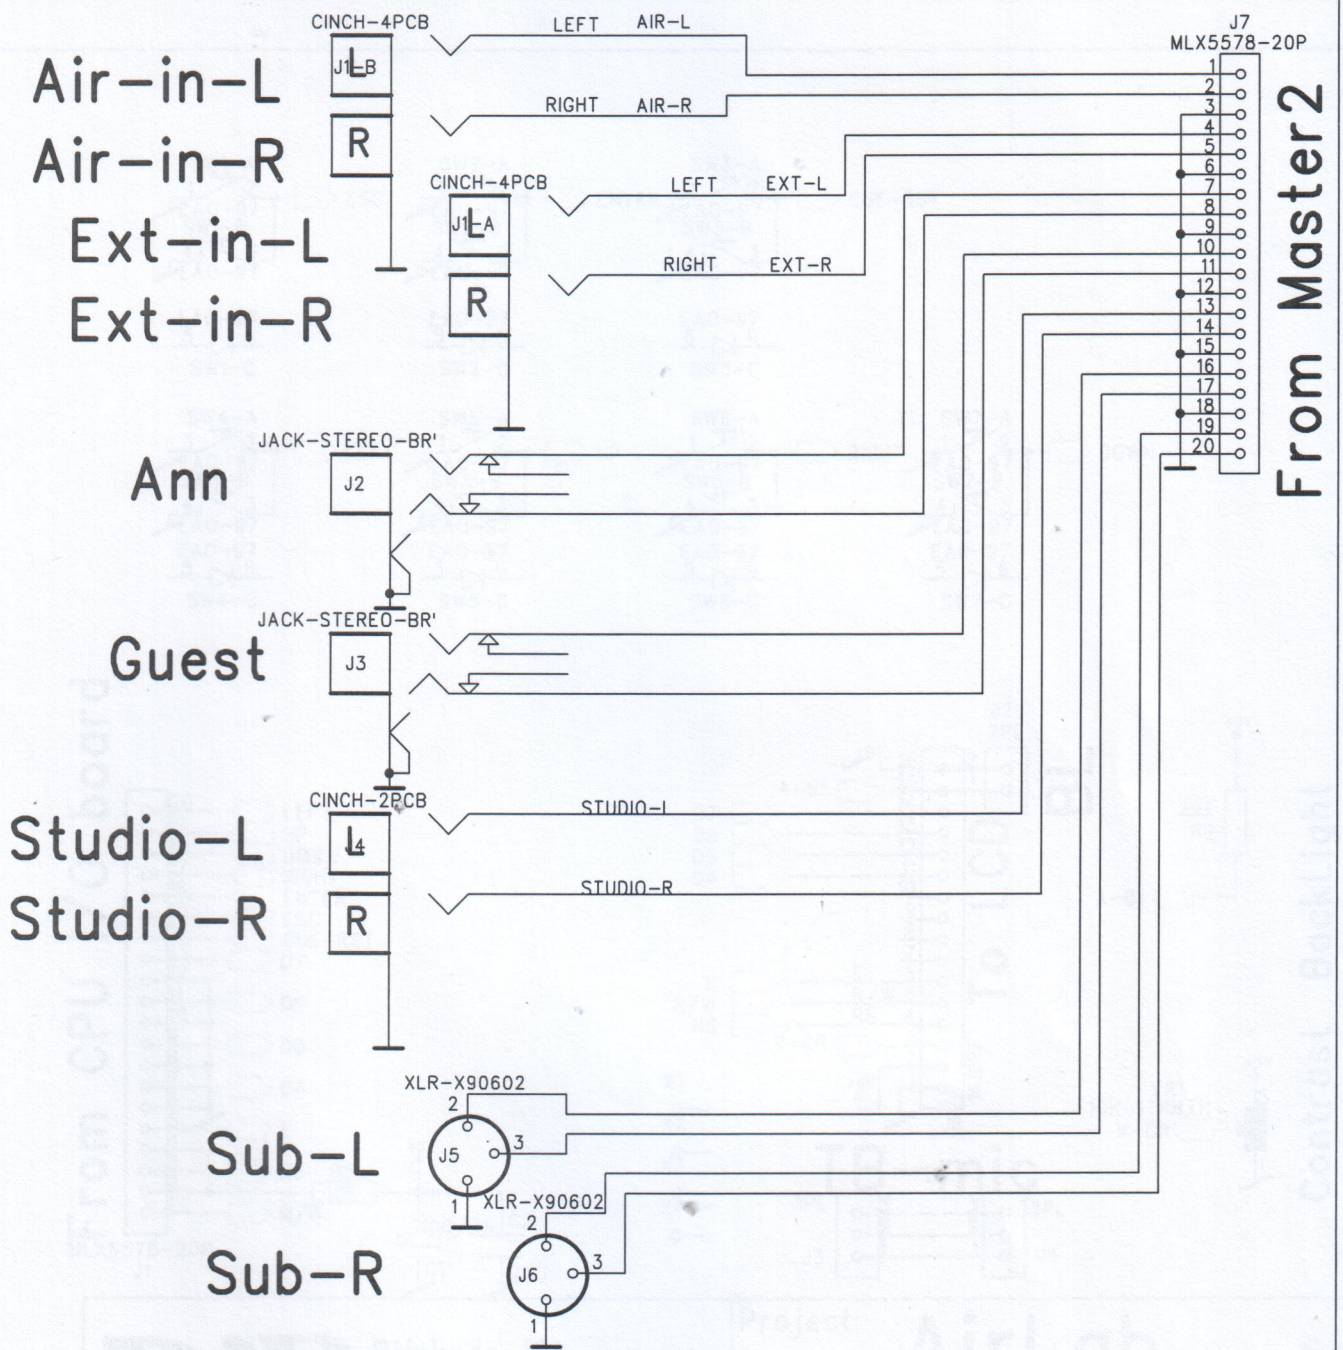 CINCH-4PCB
LEFT AIR-L
J7
MLX5578-20P
Air-in-L
J1-B
L
RIGHT AIR-R
Air-in-R
R
CINCH-4PCB
LEFT EXT-L
Ext-in-L
J1-A
L
RIGHT EXT-R
Ext-in-R
R
1
2
3
4
5
6
7
8
9
10
11
12
13
14
15
16
17
18
19
20
From Master2
JACK-STEREO-BR'
Ann
J2
JACK-STEREO-BR'
Guest
J3
CINCH-2PCB
STUDIO-L
Studio-L
J4
L
STUDIO-R
Studio-R
R
XLR-X90602
2
Sub-L
J5
3
1
XLR-X90602
2
Sub-R
J6
3
1